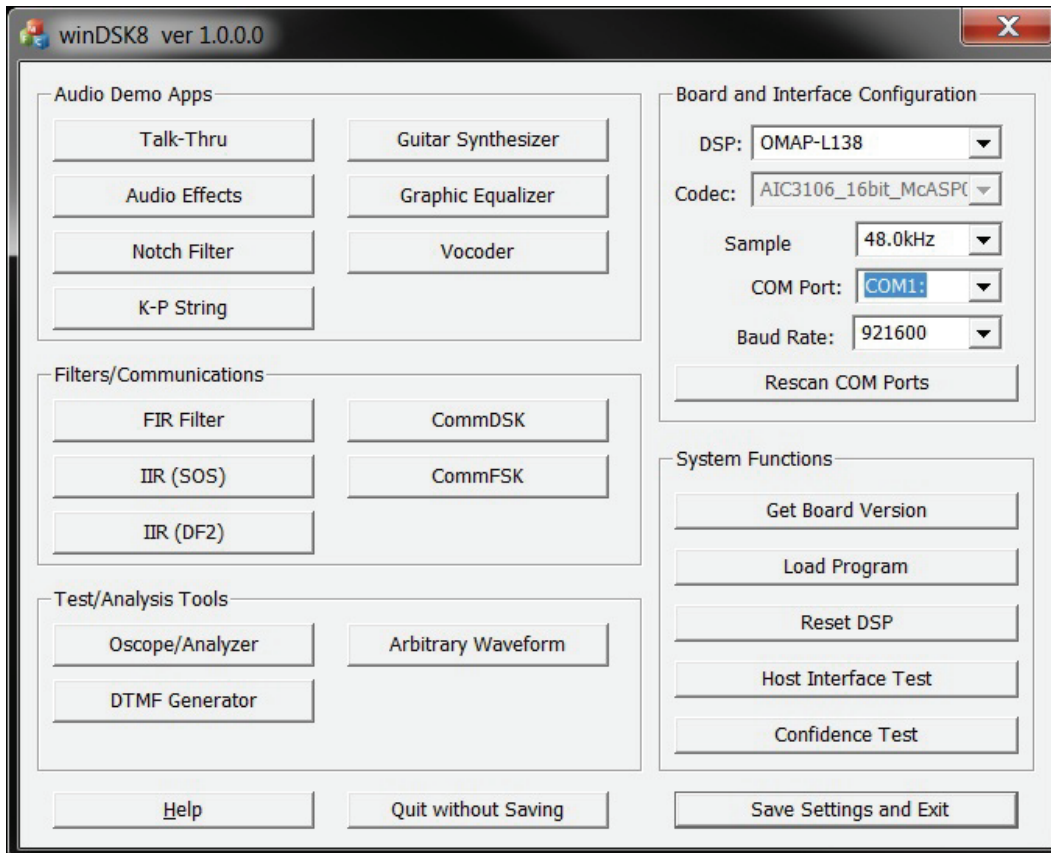 winDSK8 ver 1.0.0.0
X
Audio Demo Apps
Talk-Thru
Guitar Synthesizer
Audio Effects
Graphic Equalizer
Notch Filter
Vocoder
K-P String
Filters/Communications
FIR Filter
CommDSK
IIR (SOS)
CommFSK
IIR (DF2)
Test/Analysis Tools
Oscope/Analyzer
Arbitrary Waveform
DTMF Generator
Help
Quit without Saving
Board and Interface Configuration
DSP: OMAP-L138
Codec: AIC3106_16bit_McASP(
Sample 48.0kHz
COM Port: COM1:
Baud Rate: 921600
Rescan COM Ports
System Functions
Get Board Version
Load Program
Reset DSP
Host Interface Test
Confidence Test
Save Settings and Exit